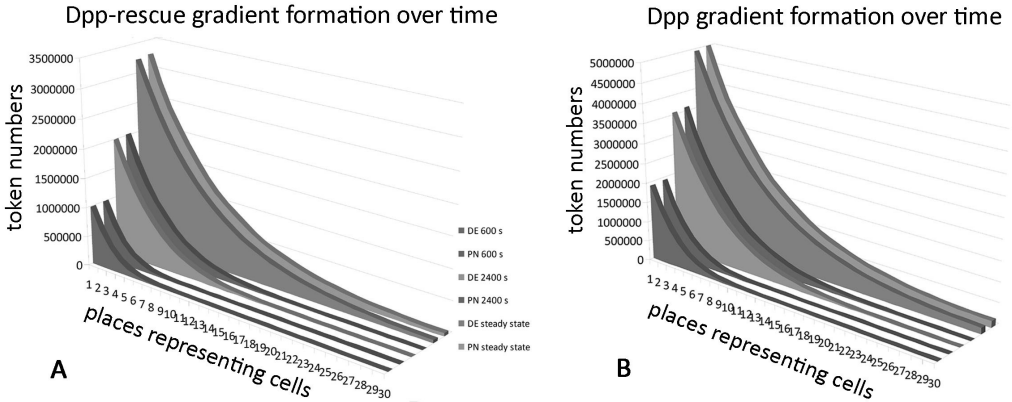 Dpp-rescue gradient formation over time
token numbers
3500000
3000000
2500000
2000000
1500000
1000000
500000
0
1 2 3 4 5 6 7 8 9 10 11 12 13 14 15 16 17 18 19 20 21 22 23 24 25 26 27 28 29 30
places representing cells
A
DE 600 s
PN 600 s
DE 2400 s
PN 2400 s
DE steady state
PN steady state
Dpp gradient formation over time
token numbers
5000000
4500000
4000000
3500000
3000000
2500000
2000000
1500000
1000000
500000
0
1 2 3 4 5 6 7 8 9 10 11 12 13 14 15 16 17 18 19 20 21 22 23 24 25 26 27 28 29 30
places representing cells
B